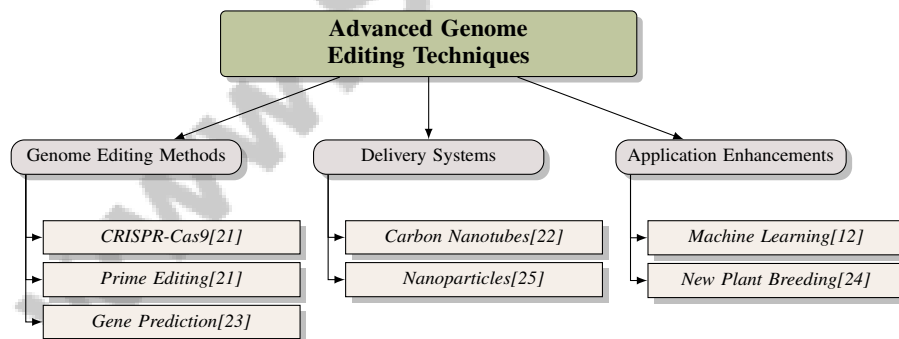 Advanced Genome
Editing Techniques
Genome Editing Methods
Delivery Systems
Application Enhancements
CRISPR-Cas9[21]
Carbon Nanotubes[22]
Machine Learning[12]
Prime Editing[21]
Nanoparticles[25]
New Plant Breeding[24]
Gene Prediction[23]